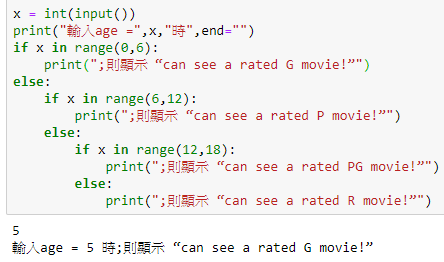 x = int(input())
print("輸入age =",x,"時",end="")
if x in range(0,6):
    print(";則顯示 “can see a rated G movie!”")
else:
    if x in range(6,12):
        print(";則顯示 “can see a rated P movie!”")
    else:
        if x in range(12,18):
            print(";則顯示 “can see a rated PG movie!”")
        else:
            print(";則顯示 “can see a rated R movie!”")
5
輸入age = 5 時;則顯示 “can see a rated G movie!”